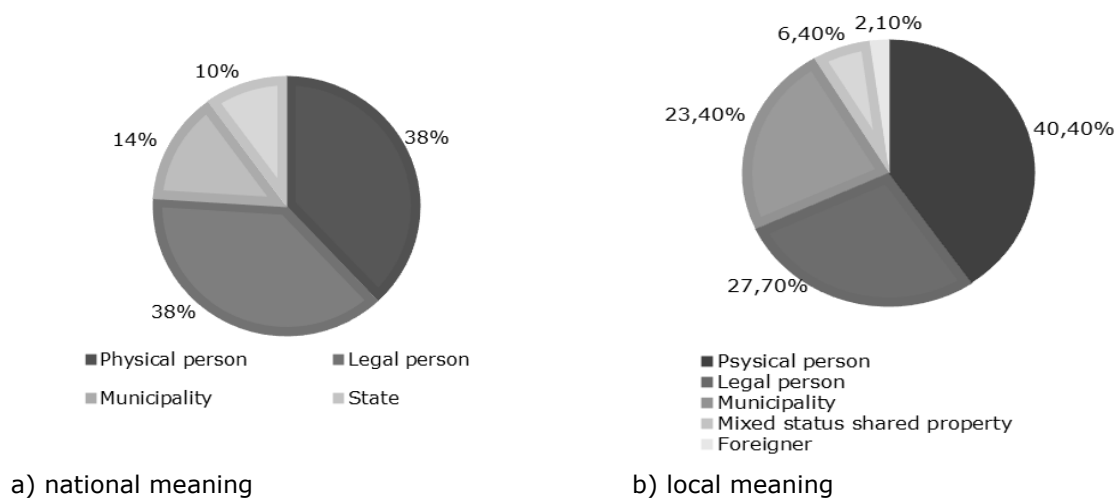 10%
38%
14%
38%
Physical person
Legal person
Municipality
State
a) national meaning
6,40%
2,10%
23,40%
40,40%
27,70%
Psysical person
Legal person
Municipality
Mixed status shared property
Foreigner
b) local meaning